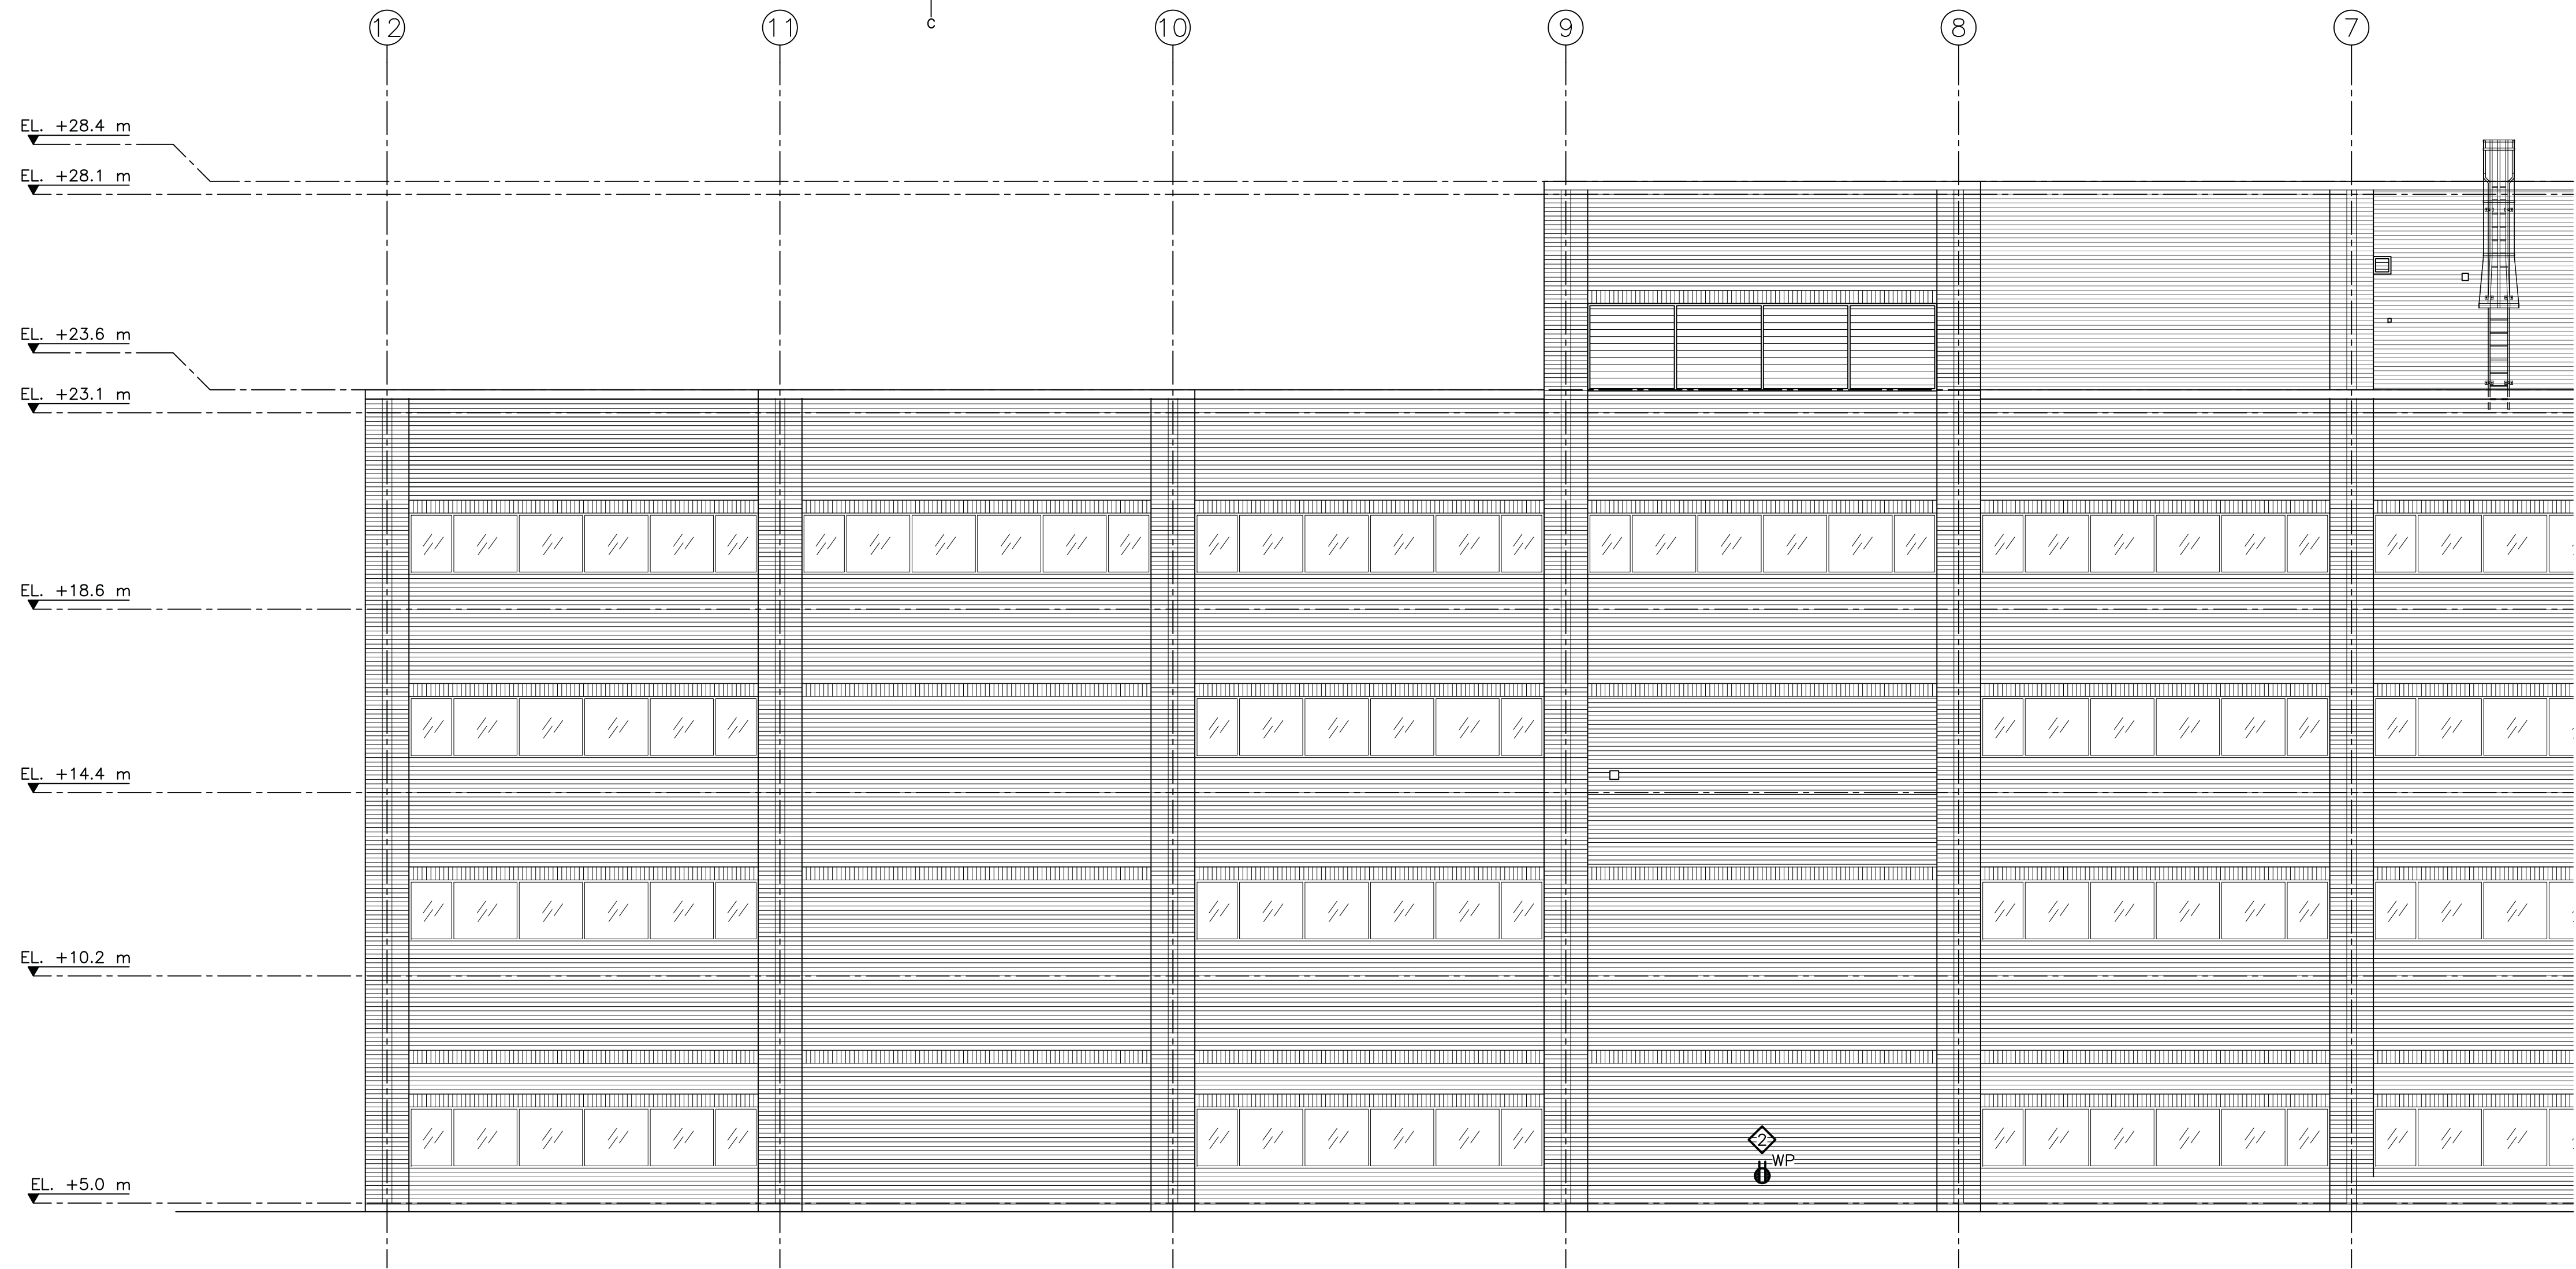 C
12 11 10 9 8 7
EL. +28.4 m
EL. +28.1 m
EL. +23.6 m
EL. +23.1 m
EL. +18.6 m
EL. +14.4 m
EL. +10.2 m
2
WP
EL. +5.0 m